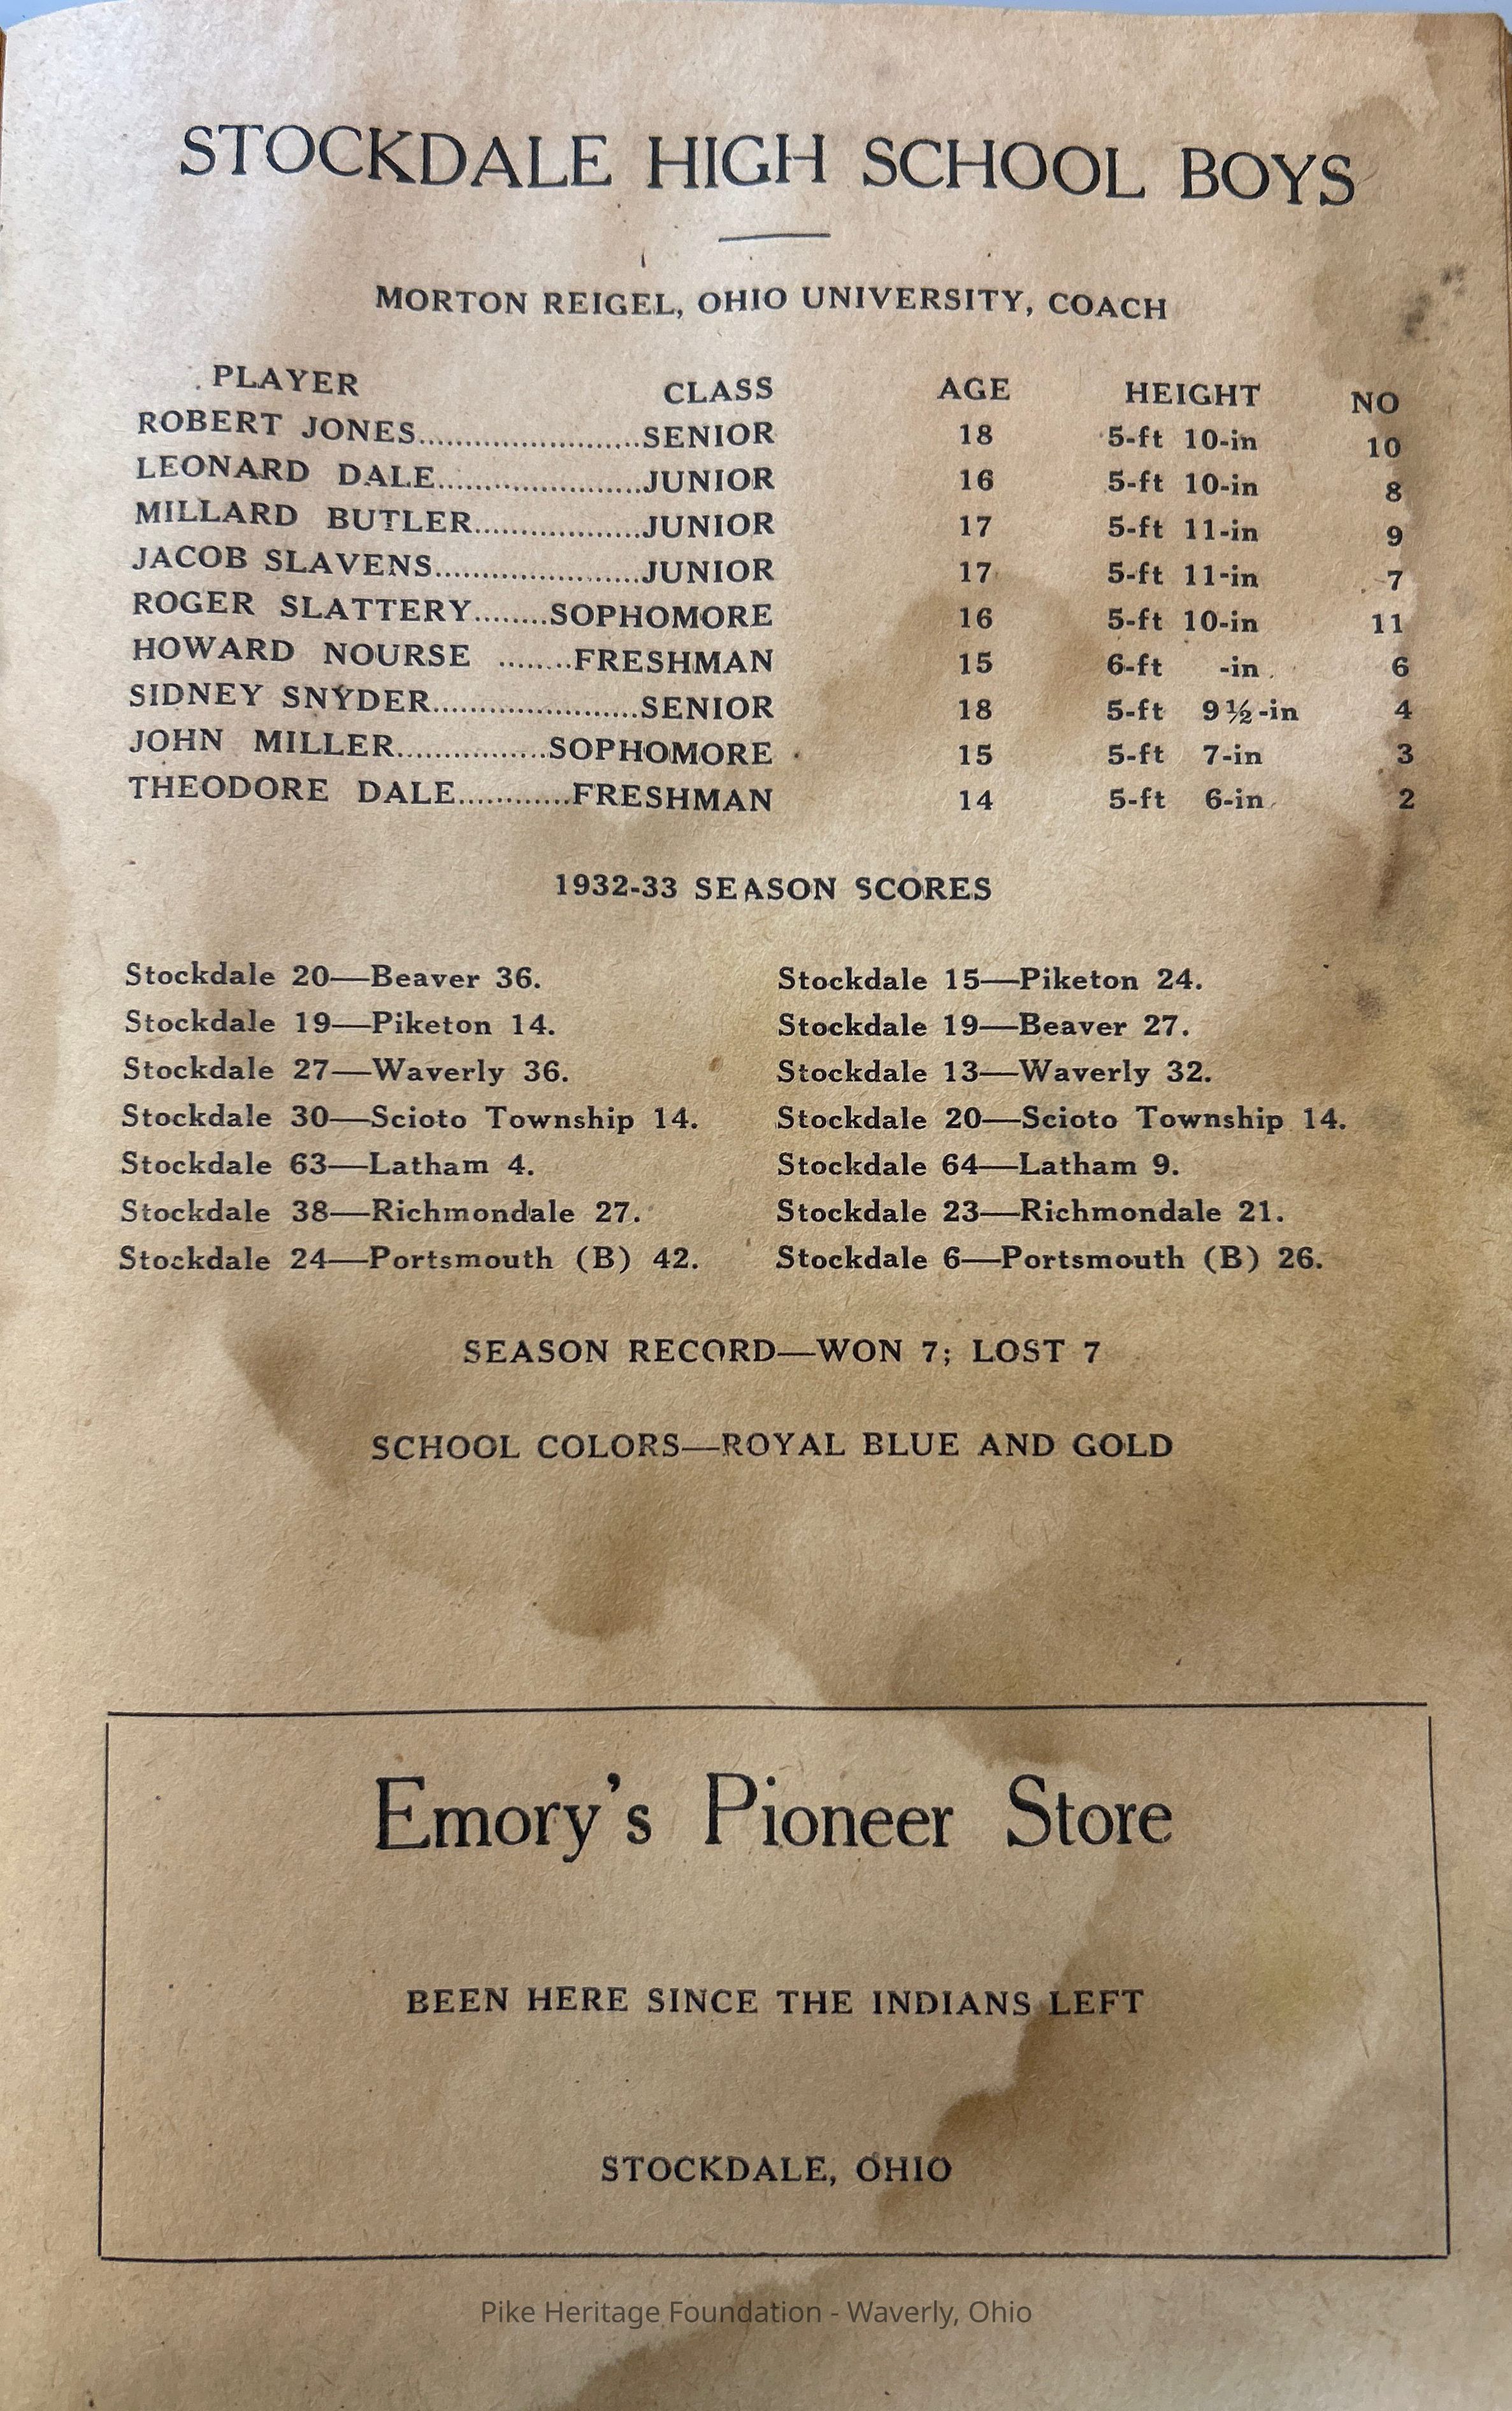 STOCKDALE HIGH SCHOOL BOYS
MORTON REIGEL, OHIO UNIVERSITY, COACH
PLAYER CLASS AGE HEIGHT NO
ROBERT JONES........................SENIOR 18 5-ft 10-in 10
LEONARD DALE......................JUNIOR 16 5-ft 10-in 8
MILLARD BUTLER..................JUNIOR 17 5-ft 11-in 9
JACOB SLAVENS......................JUNIOR 17 5-ft 11-in 7
ROGER SLATTERY........SOPHOMORE 16 5-ft 10-in 11
HOWARD NOURSE ........FRESHMAN 15 6-ft -in 6
SIDNEY SNYDER......................SENIOR 18 5-ft 9½-in 4
JOHN MILLER................SOPHOMORE 15 5-ft 7-in 3
THEODORE DALE............FRESHMAN 14 5-ft 6-in 2
1932-33 SEASON SCORES
Stockdale 20—Beaver 36. Stockdale 15—Piketon 24.
Stockdale 19—Piketon 14. Stockdale 19—Beaver 27.
Stockdale 27—Waverly 36. Stockdale 13—Waverly 32.
Stockdale 30—Scioto Township 14. Stockdale 20—Scioto Township 14.
Stockdale 63—Latham 4. Stockdale 64—Latham 9.
Stockdale 38—Richmondale 27. Stockdale 23—Richmondale 21.
Stockdale 24—Portsmouth (B) 42. Stockdale 6—Portsmouth (B) 26.
SEASON RECORD—WON 7; LOST 7
SCHOOL COLORS—ROYAL BLUE AND GOLD
Emory's Pioneer Store
BEEN HERE SINCE THE INDIANS LEFT
STOCKDALE, OHIO
Pike Heritage Foundation - Waverly, Ohio